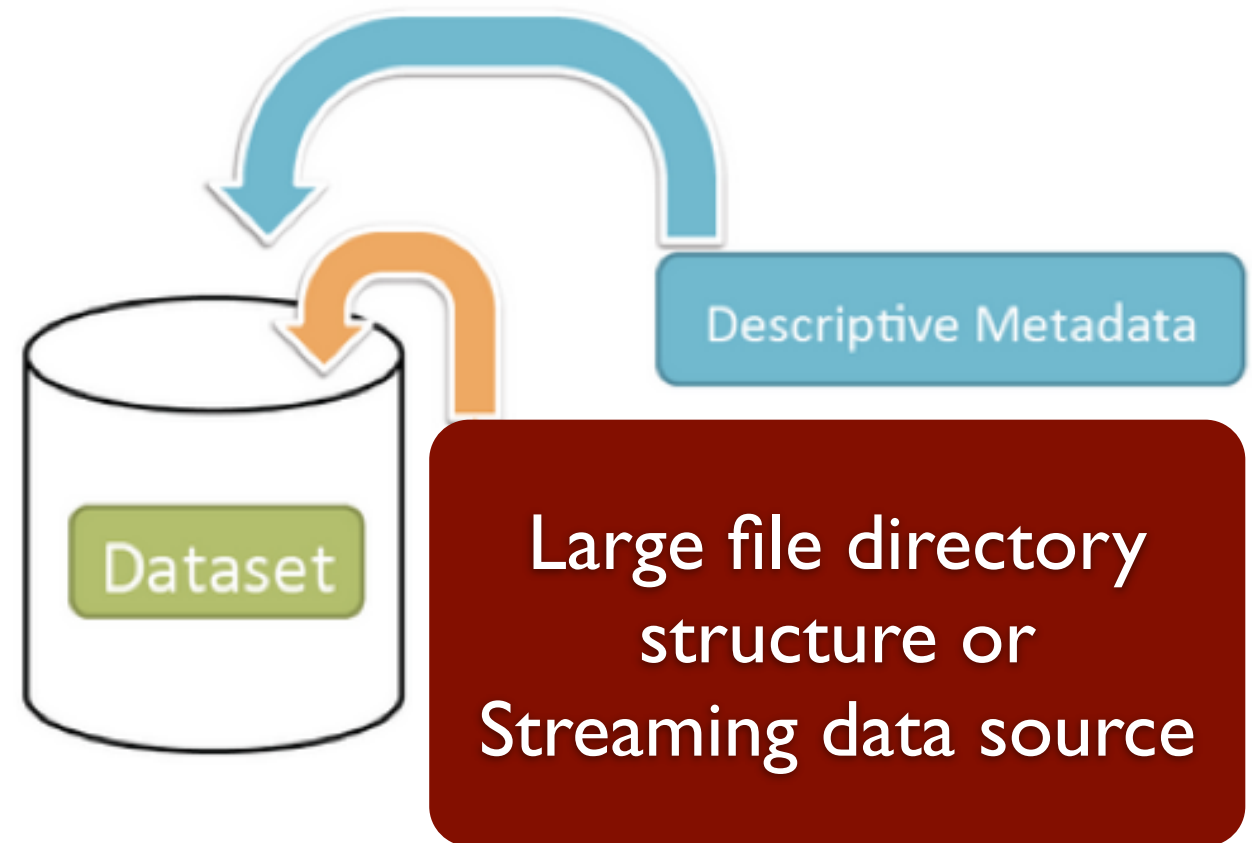 Descriptive Metadata
Dataset
Large file directory
structure or
Streaming data source